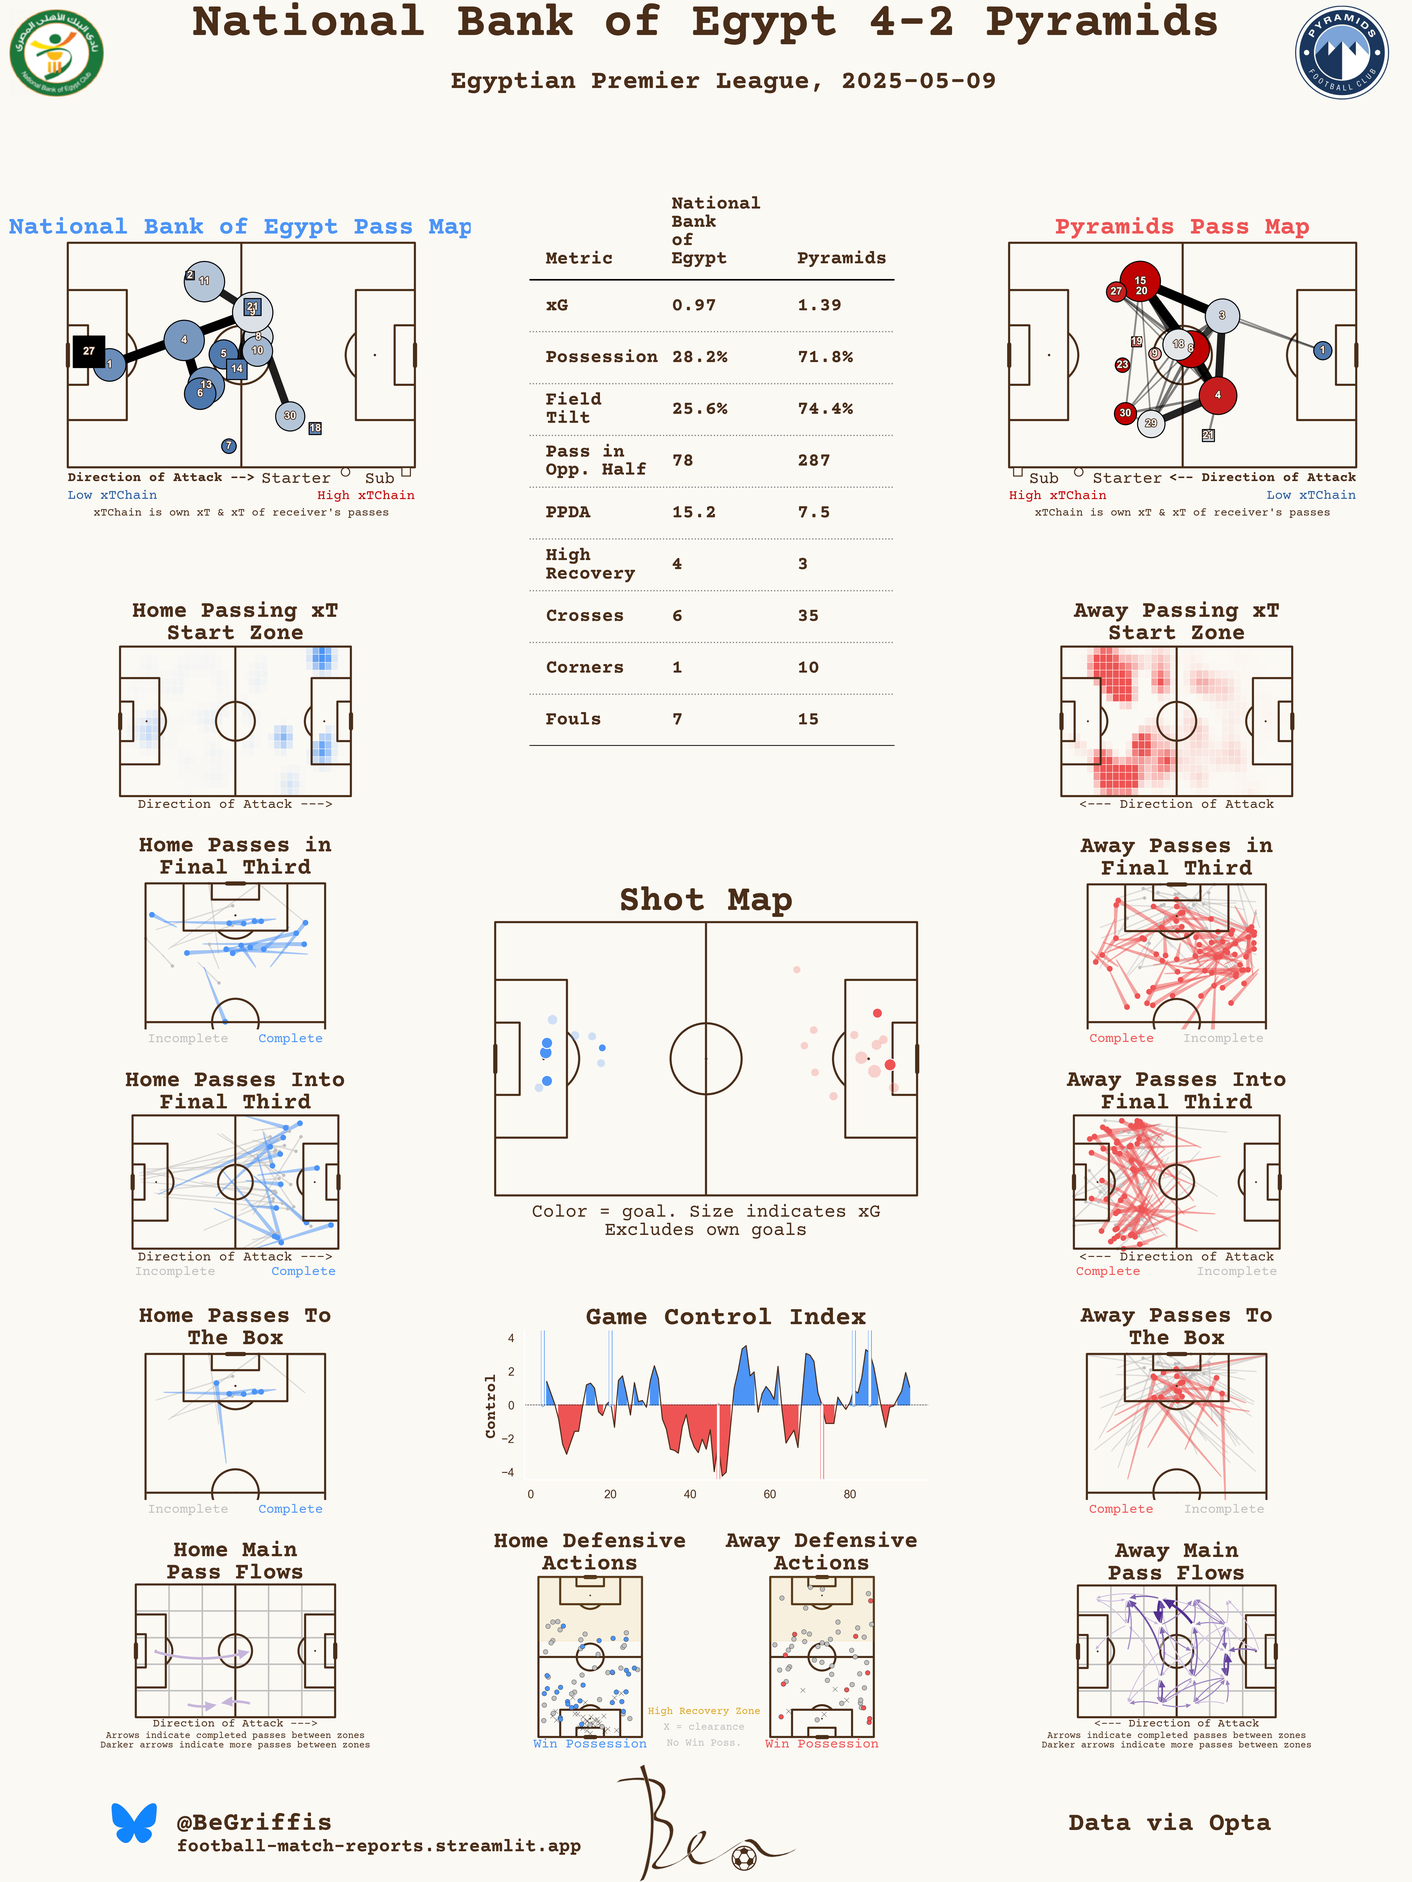 National Bank of Egypt 4-2 Pyramids
Egyptian Premier League, 2025-05-09
PYRAMIDS
FOOTBALL CLUB
National Bank of Egypt Club
National Bank of Egypt Pass Map
27
1
2
11
4
21
8
10
5
14
13
6
30
18
7
Direction of Attack --> Starter Sub
Low xTChain High xTChain
xTChain is own xT & xT of receiver's passes
Metric National Bank of Egypt Pyramids
xG 0.97 1.39
Possession 28.2% 71.8%
Field Tilt 25.6% 74.4%
Pass in Opp. Half 78 287
PPDA 15.2 7.5
High Recovery 4 3
Crosses 6 35
Corners 1 10
Fouls 7 15
Pyramids Pass Map
15
20
27
3
19
9
18
8
1
23
4
30
29
21
Sub Starter <-- Direction of Attack
High xTChain Low xTChain
xTChain is own xT & xT of receiver's passes
Home Passing xT
Start Zone
Direction of Attack --->
Away Passing xT
Start Zone
<--- Direction of Attack
Home Passes in
Final Third
Incomplete Complete
Away Passes in
Final Third
Complete Incomplete
Shot Map
Color = goal. Size indicates xG
Excludes own goals
Home Passes Into
Final Third
Direction of Attack --->
Incomplete Complete
Away Passes Into
Final Third
<--- Direction of Attack
Complete Incomplete
Home Passes To
The Box
Incomplete Complete
Game Control Index
Control
4
2
0
−2
−4
0 20 40 60 80
Away Passes To
The Box
Complete Incomplete
Home Main
Pass Flows
Direction of Attack --->
Arrows indicate completed passes between zones
Darker arrows indicate more passes between zones
Home Defensive
Actions
Win Possession
High Recovery Zone
X = clearance
No Win Poss.
Away Defensive
Actions
Win Possession
Away Main
Pass Flows
<--- Direction of Attack
Arrows indicate completed passes between zones
Darker arrows indicate more passes between zones
@BeGriffis
football-match-reports.streamlit.app
Ben
Data via Opta